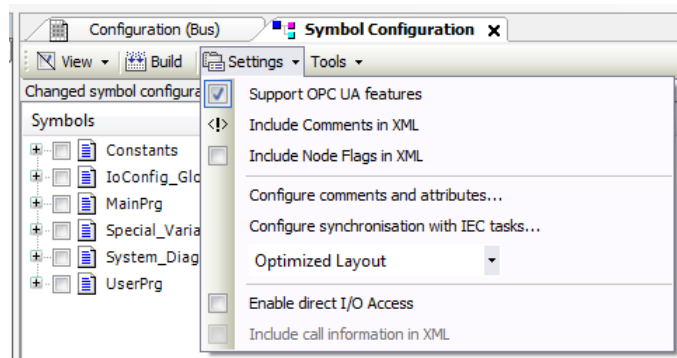 Configuration (Bus)
Symbol Configuration
View
Build
Settings
Tools
Changed symbol configura
Symbols
Constants
IoConfig_Glo
MainPrg
Special_Varia
System_Diag
UserPrg
Support OPC UA features
Include Comments in XML
Include Node Flags in XML
Configure comments and attributes...
Configure synchronisation with IEC tasks...
Optimized Layout
Enable direct I/O Access
Include call information in XML